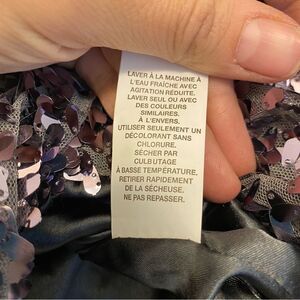 LAVER À LA MACHINE À
L'EAU FRAÎCHE AVEC
AGITATION RÉDUITE.
LAVER SEUL OU AVEC
DES COULEURS
SIMILAIRES.
À L'ENVERS.
UTILISER SEULEMENT UN
DÉCOLORANT SANS
CHLORURE.
SÉCHER PAR
CULBUTAGE
À BASSE TEMPÉRATURE.
RETIRER RAPIDEMENT
DE LA SÉCHEUSE.
NE PAS REPASSER.